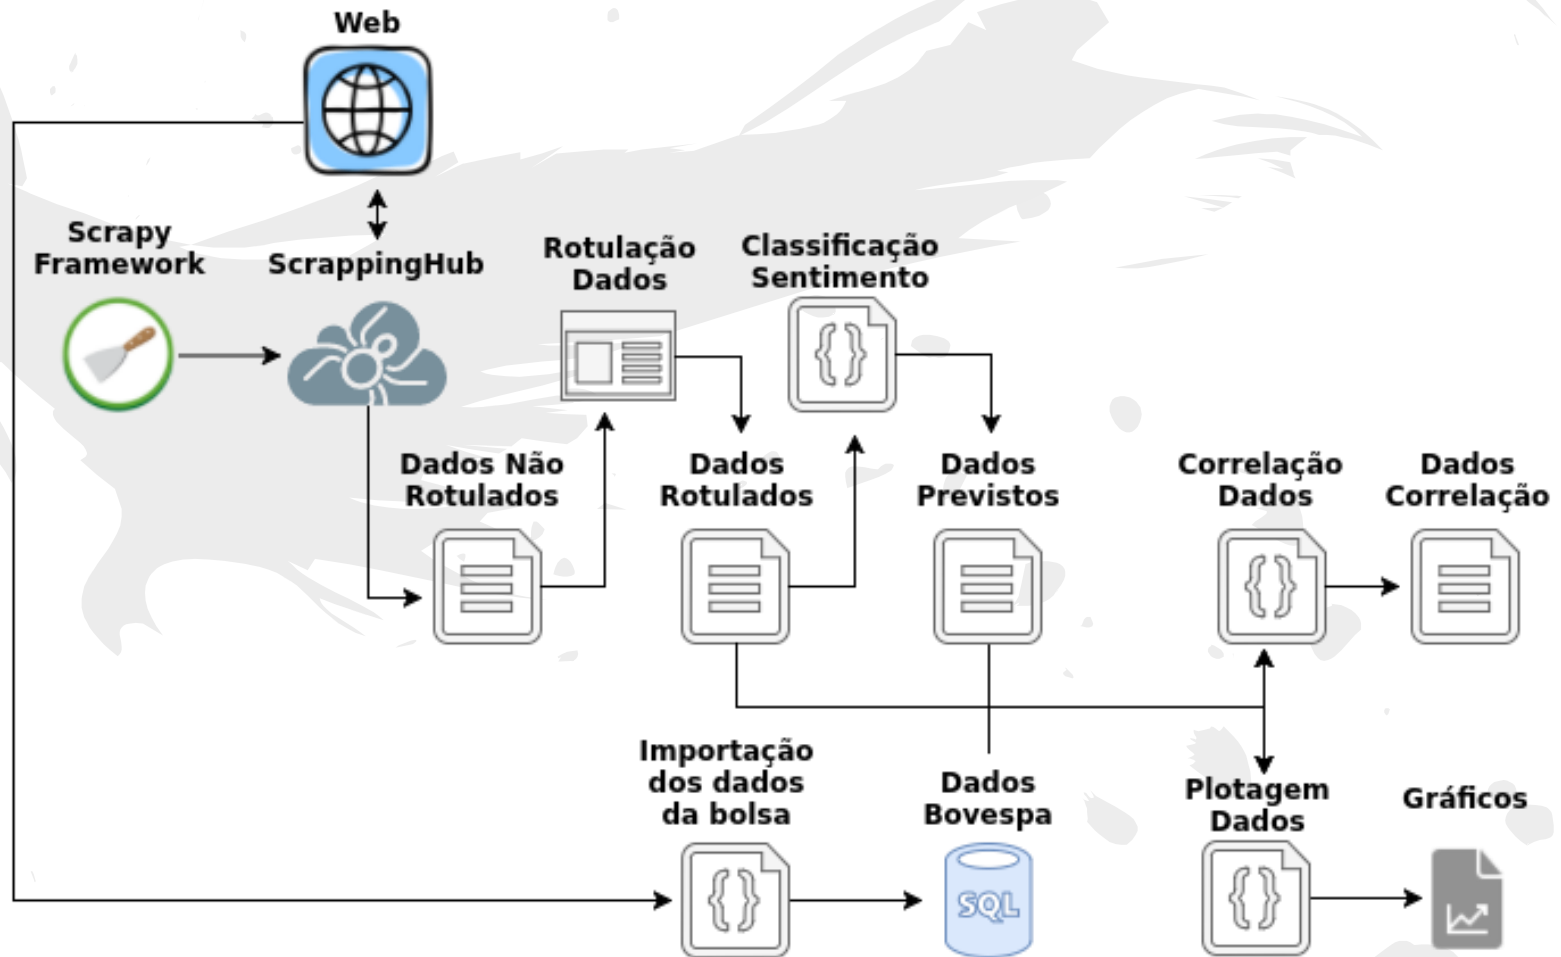 Web
Scrapy
Framework
ScrappingHub
Rotulação
Dados
Classificação
Sentimento
Dados Não
Rotulados
Dados
Rotulados
Dados
Previstos
Correlação
Dados
Dados
Correlação
Importação
dos dados
da bolsa
Dados
Bovespa
SQL
Plotagem
Dados
Gráficos